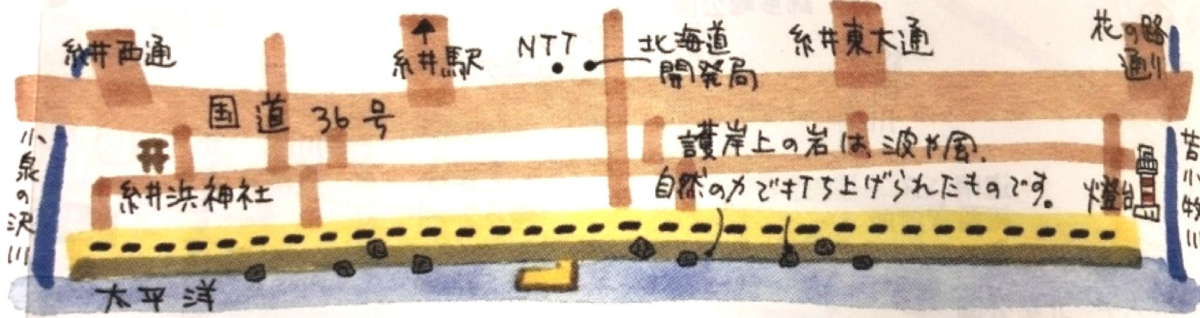 糸井西通
糸井駅
NTT
北海道
開発局
糸井東大通
花の路
通り
国道36号
護岸上の岩は、波や風、
自然の力で打ち上げられたものです。
小泉の沢川
糸井浜神社
燈台
苫小牧川
太平洋